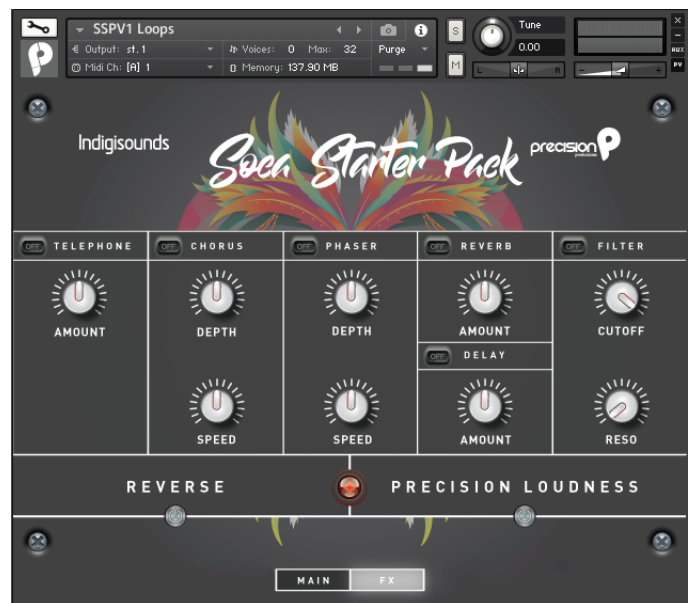 SSPV1 Loops
Output: st.1
Voices: 0 Max: 32
Purge
Midi Ch: [A] 1
Memory: 137.90 MB
S
M
Tune
0.00
L
R
AUX
PV
Indigisounds
Soca Starter Pack
precision
OFF TELEPHONE
OFF CHORUS
OFF PHASER
OFF REVERB
OFF FILTER
AMOUNT
DEPTH
DEPTH
AMOUNT
CUTOFF
OFF DELAY
SPEED
SPEED
AMOUNT
RESO
REVERSE
PRECISION LOUDNESS
MAIN
FX